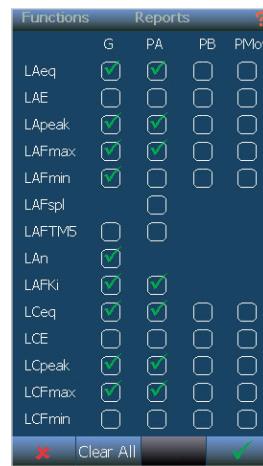 Functions Reports ?
G PA PB PMov
LAeq
LAE
LApeak
LAFmax
LAFmin
LAFspl
LAFTM5
LAn
LAFKi
LCeq
LCE
LCpeak
LCFmax
LCFmin
Clear All